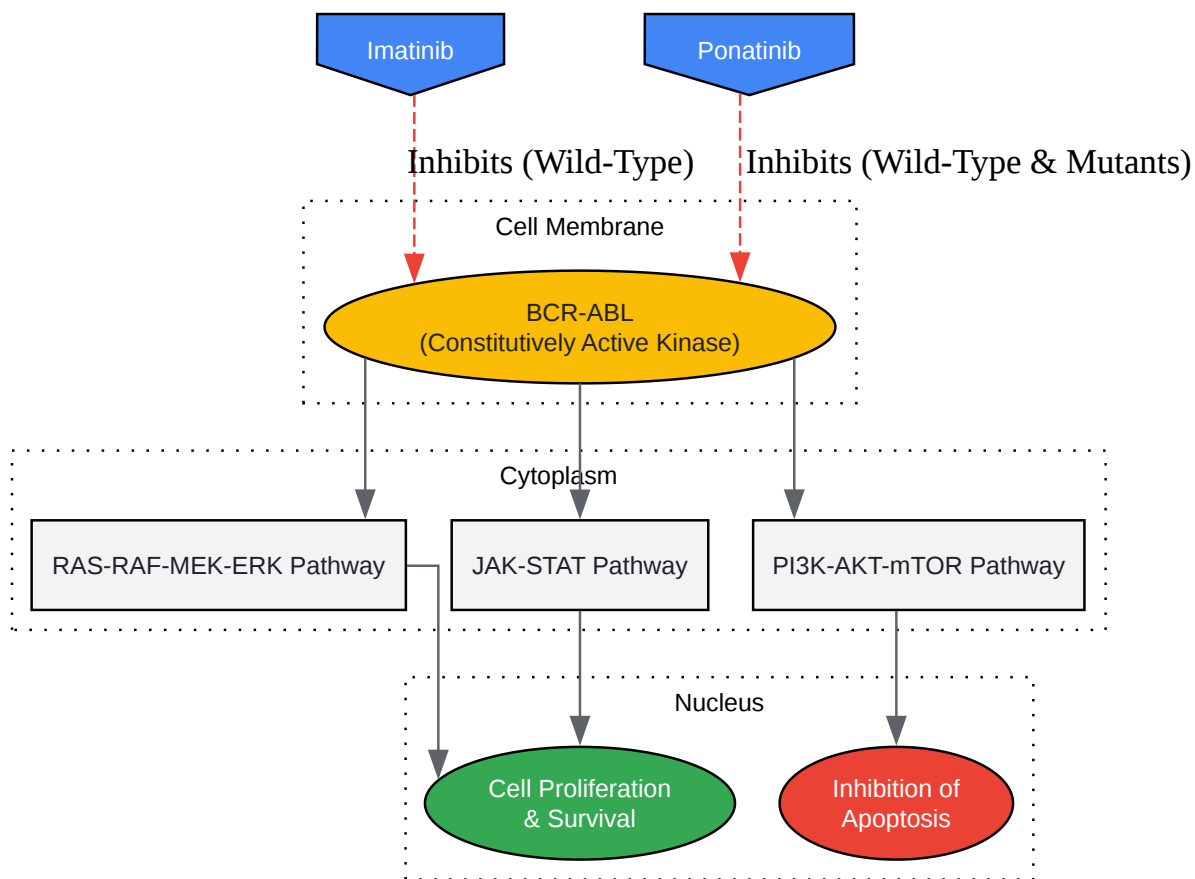 Imatinib
Ponatinib
Inhibits (Wild-Type)
Inhibits (Wild-Type & Mutants)
Cell Membrane
BCR-ABL
(Constitutively Active Kinase)
Cytoplasm
RAS-RAF-MEK-ERK Pathway
JAK-STAT Pathway
PI3K-AKT-mTOR Pathway
Nucleus
Cell Proliferation
& Survival
Inhibition of
Apoptosis